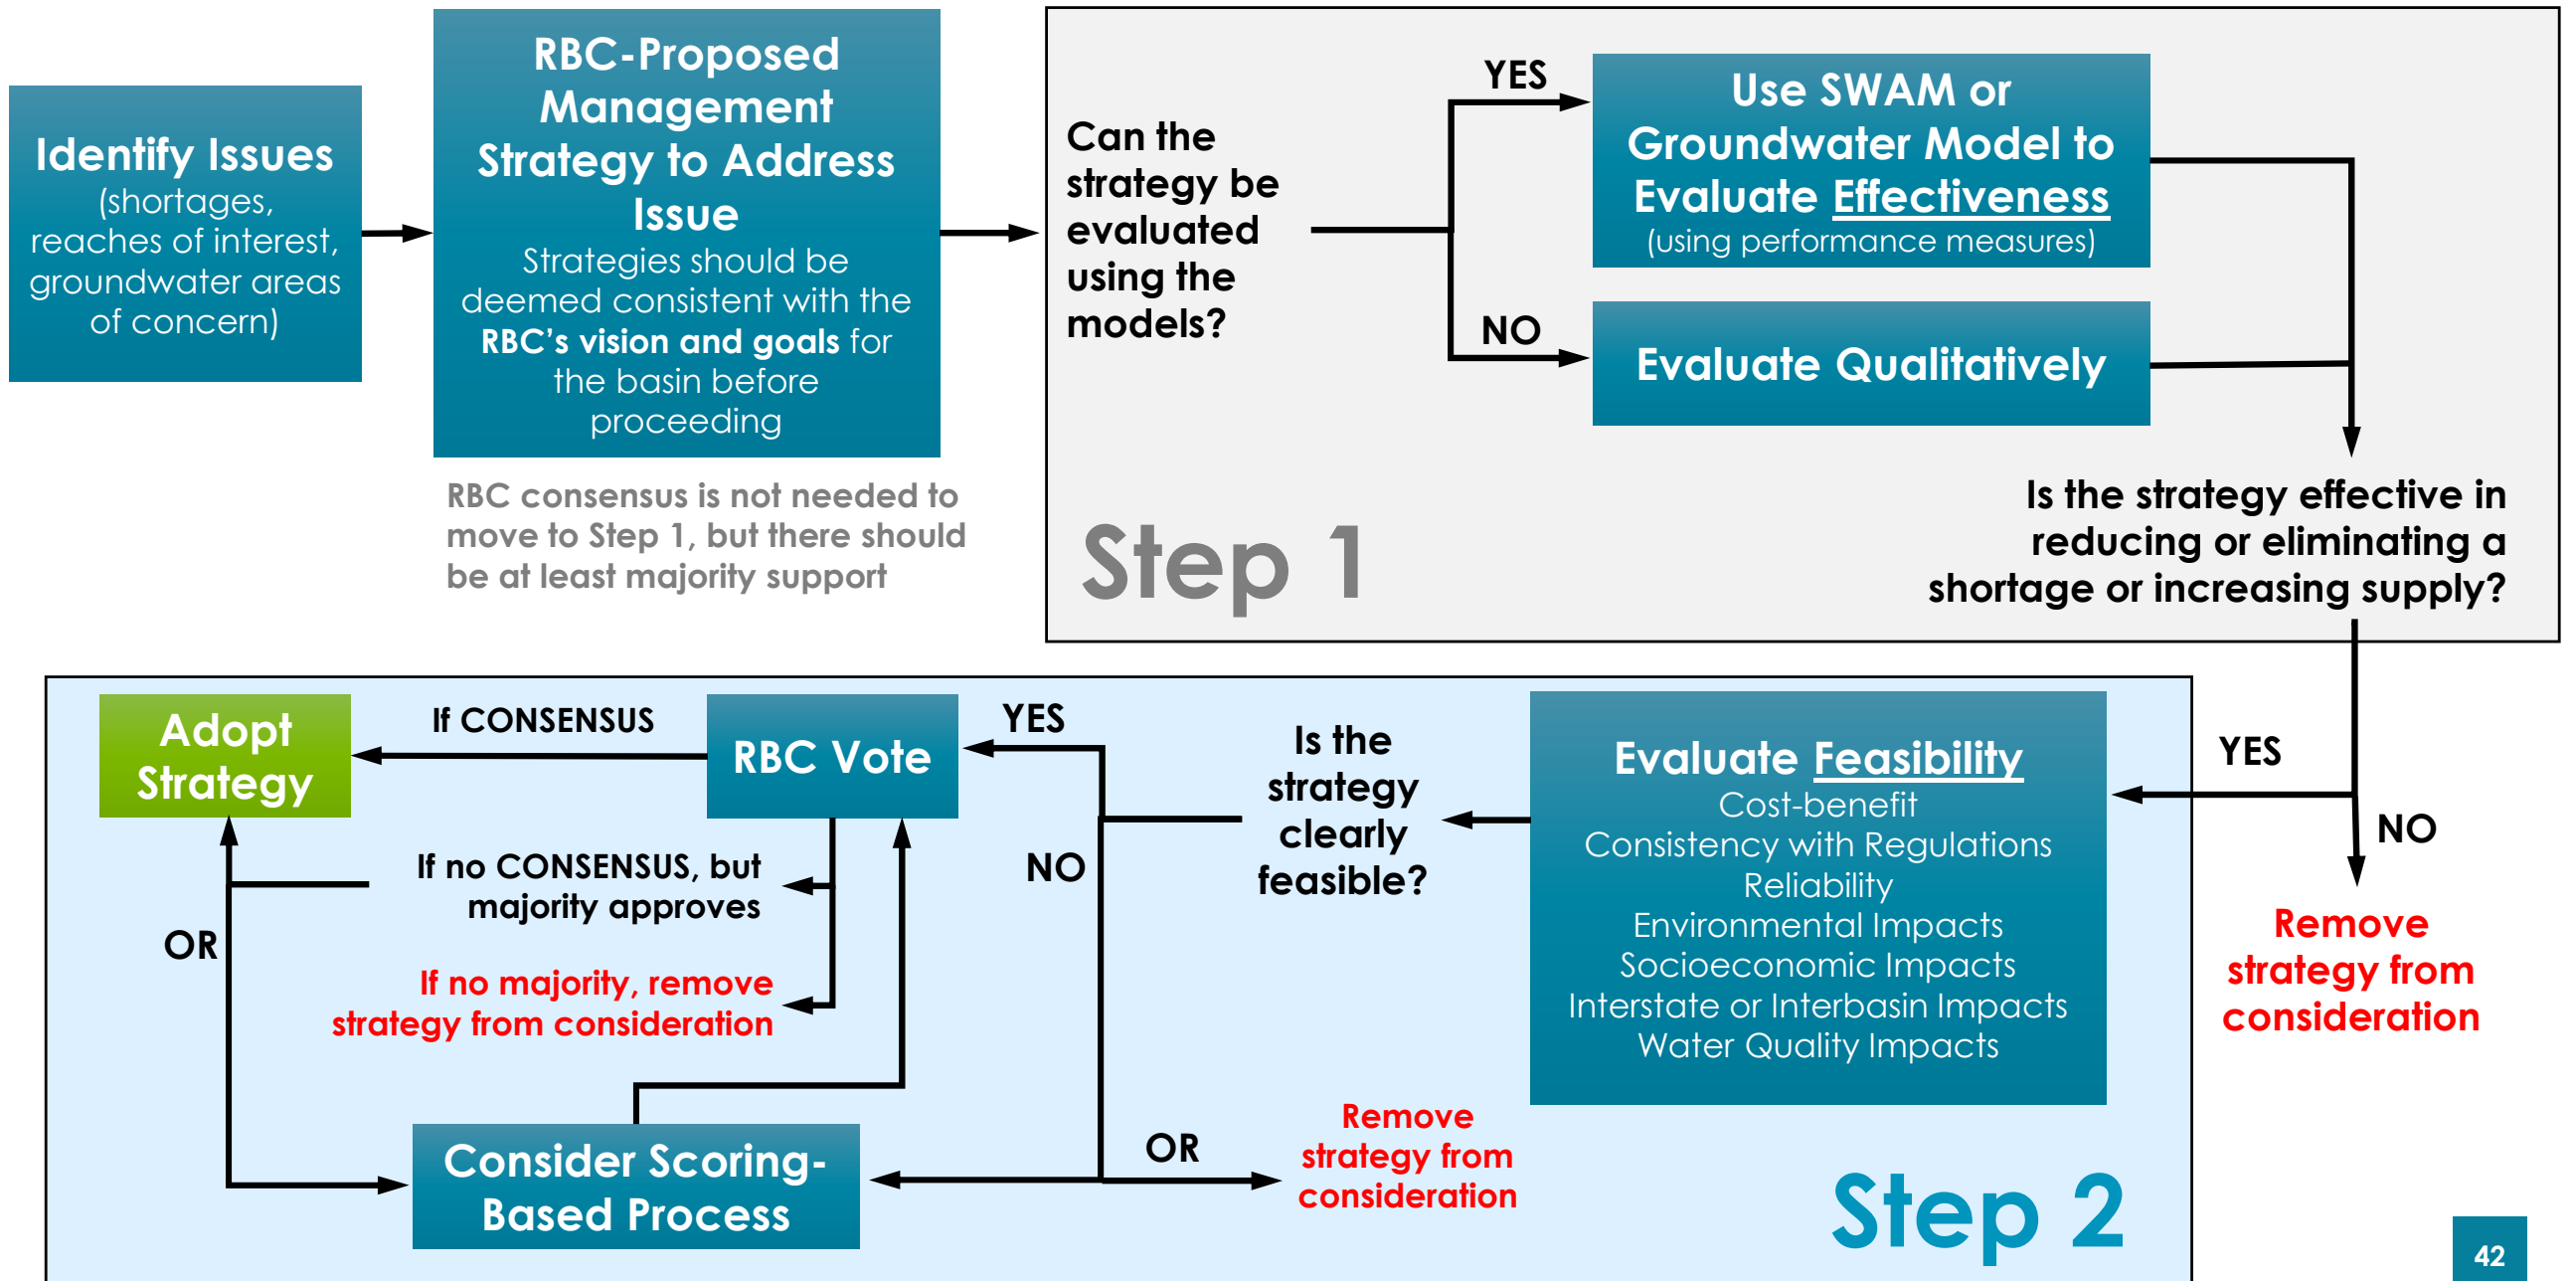 Identify Issues
(shortages,
reaches of interest,
groundwater areas
of concern)
RBC-Proposed
Management
Strategy to Address
Issue
Strategies should be
deemed consistent with the
RBC’s vision and goals for
the basin before
proceeding
RBC consensus is not needed to
move to Step 1, but there should
be at least majority support
Can the
strategy be
evaluated
using the
models?
YES
NO
Use SWAM or
Groundwater Model to
Evaluate Effectiveness
(using performance measures)
Evaluate Qualitatively
Is the strategy effective in
reducing or eliminating a
shortage or increasing supply?
Step 1
YES
NO
Remove
strategy from
consideration
Evaluate Feasibility
Cost-benefit
Consistency with Regulations
Reliability
Environmental Impacts
Socioeconomic Impacts
Interstate or Interbasin Impacts
Water Quality Impacts
Is the
strategy
clearly
feasible?
YES
NO
OR
Remove
strategy from
consideration
RBC Vote
If CONSENSUS
Adopt
Strategy
If no CONSENSUS, but
majority approves
OR
If no majority, remove
strategy from consideration
Consider Scoring-
Based Process
Step 2
42